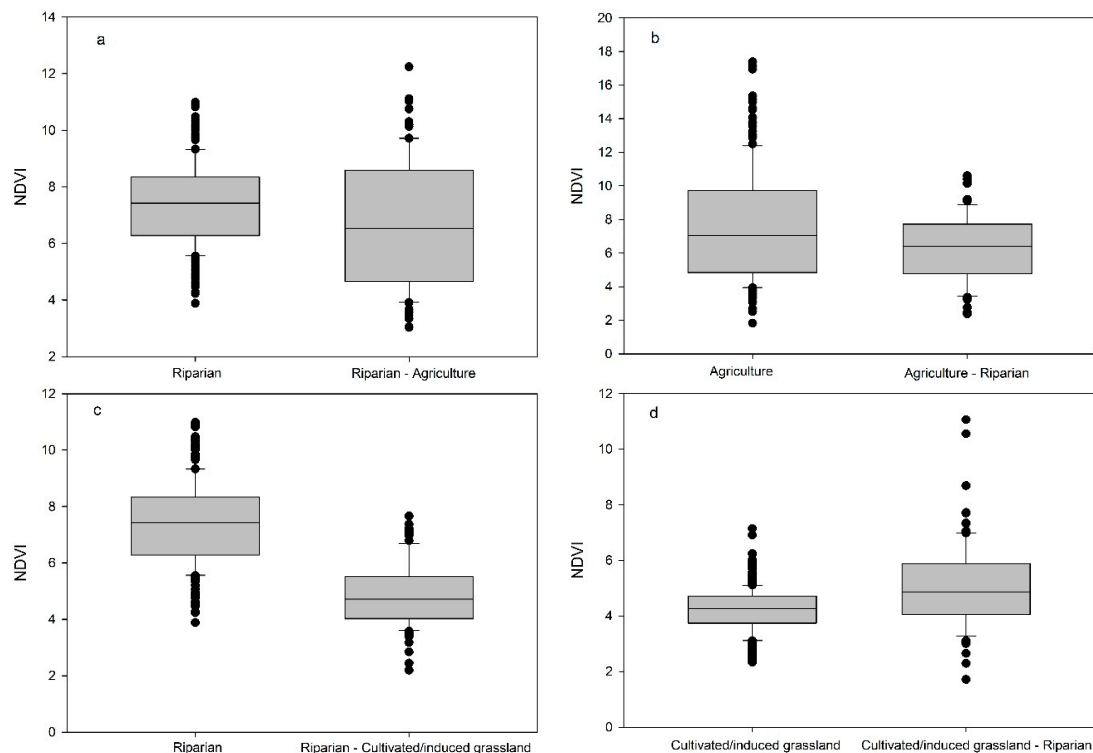 a
NDVI
14
12
10
8
6
4
2
Riparian
Riparian - Agriculture
b
NDVI
20
18
16
14
12
10
8
6
4
2
0
Agriculture
Agriculture - Riparian
c
NDVI
12
10
8
6
4
2
0
Riparian
Riparian - Cultivated/induced grassland
d
NDVI
12
10
8
6
4
2
0
Cultivated/induced grassland
Cultivated/induced grassland - Riparian